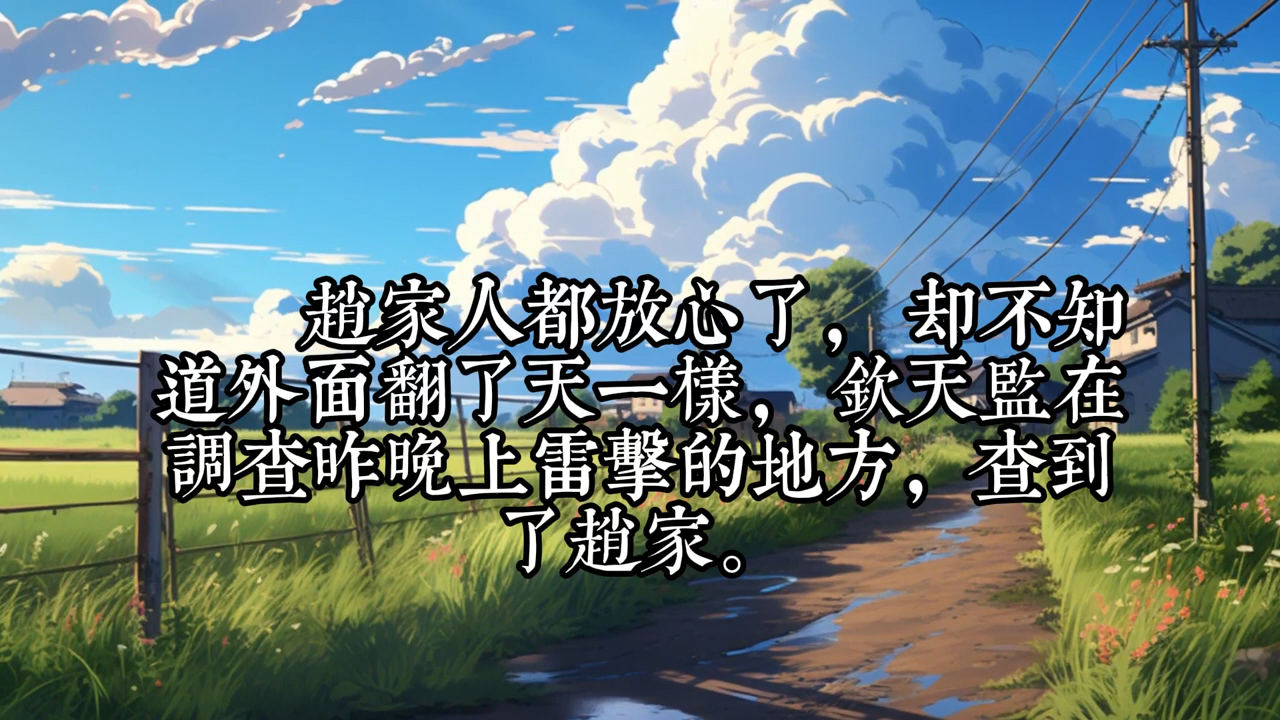 趙家人都放心了，却不知
道外面翻了天一樣，欽天監在
調查昨晚上雷擊的地方，查到
了趙家。